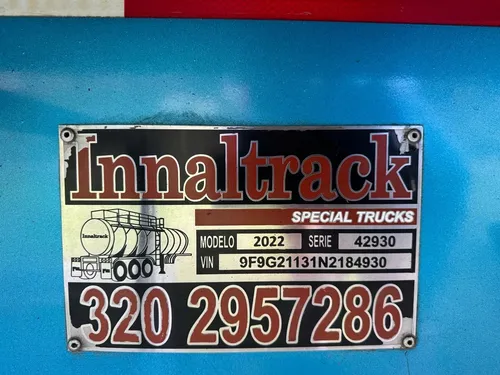 Innaltrack
SPECIAL TRUCKS
Innaltrack
MODELO 2022 SERIE 42930
VIN 9F9G21131N2184930
320 2957286